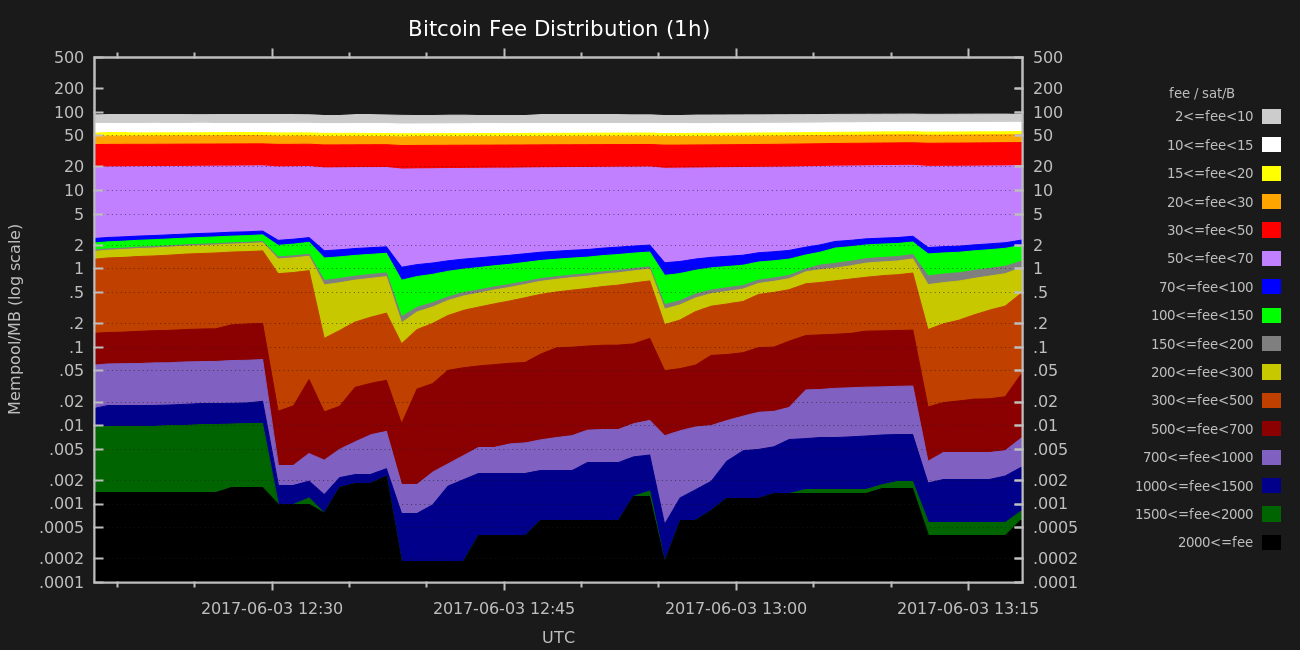 Bitcoin Fee Distribution (1h)
500
200
100
50
20
10
5
2
1
.5
.2
.1
.05
.02
.01
.005
.002
.001
.0005
.0002
.0001
Mempool/MB (log scale)
500
200
100
50
20
10
5
2
1
.5
.2
.1
.05
.02
.01
.005
.002
.001
.0005
.0002
.0001
2017-06-03 12:30
2017-06-03 12:45
2017-06-03 13:00
2017-06-03 13:15
UTC
fee / sat/B
2<=fee<10
10<=fee<15
15<=fee<20
20<=fee<30
30<=fee<50
50<=fee<70
70<=fee<100
100<=fee<150
150<=fee<200
200<=fee<300
300<=fee<500
500<=fee<700
700<=fee<1000
1000<=fee<1500
1500<=fee<2000
2000<=fee